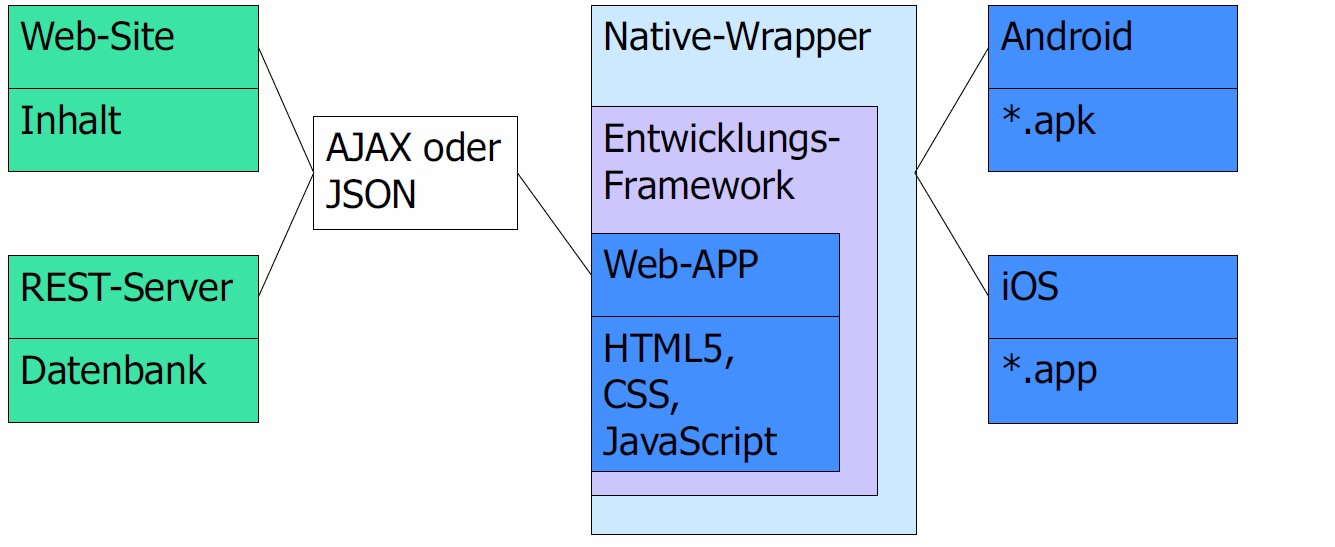 Web-Site
Inhalt
REST-Server
Datenbank
AJAX oder
JSON
Native-Wrapper
Entwicklungs-
Framework
Web-APP
HTML5,
CSS,
JavaScript
Android
*.apk
iOS
*.app